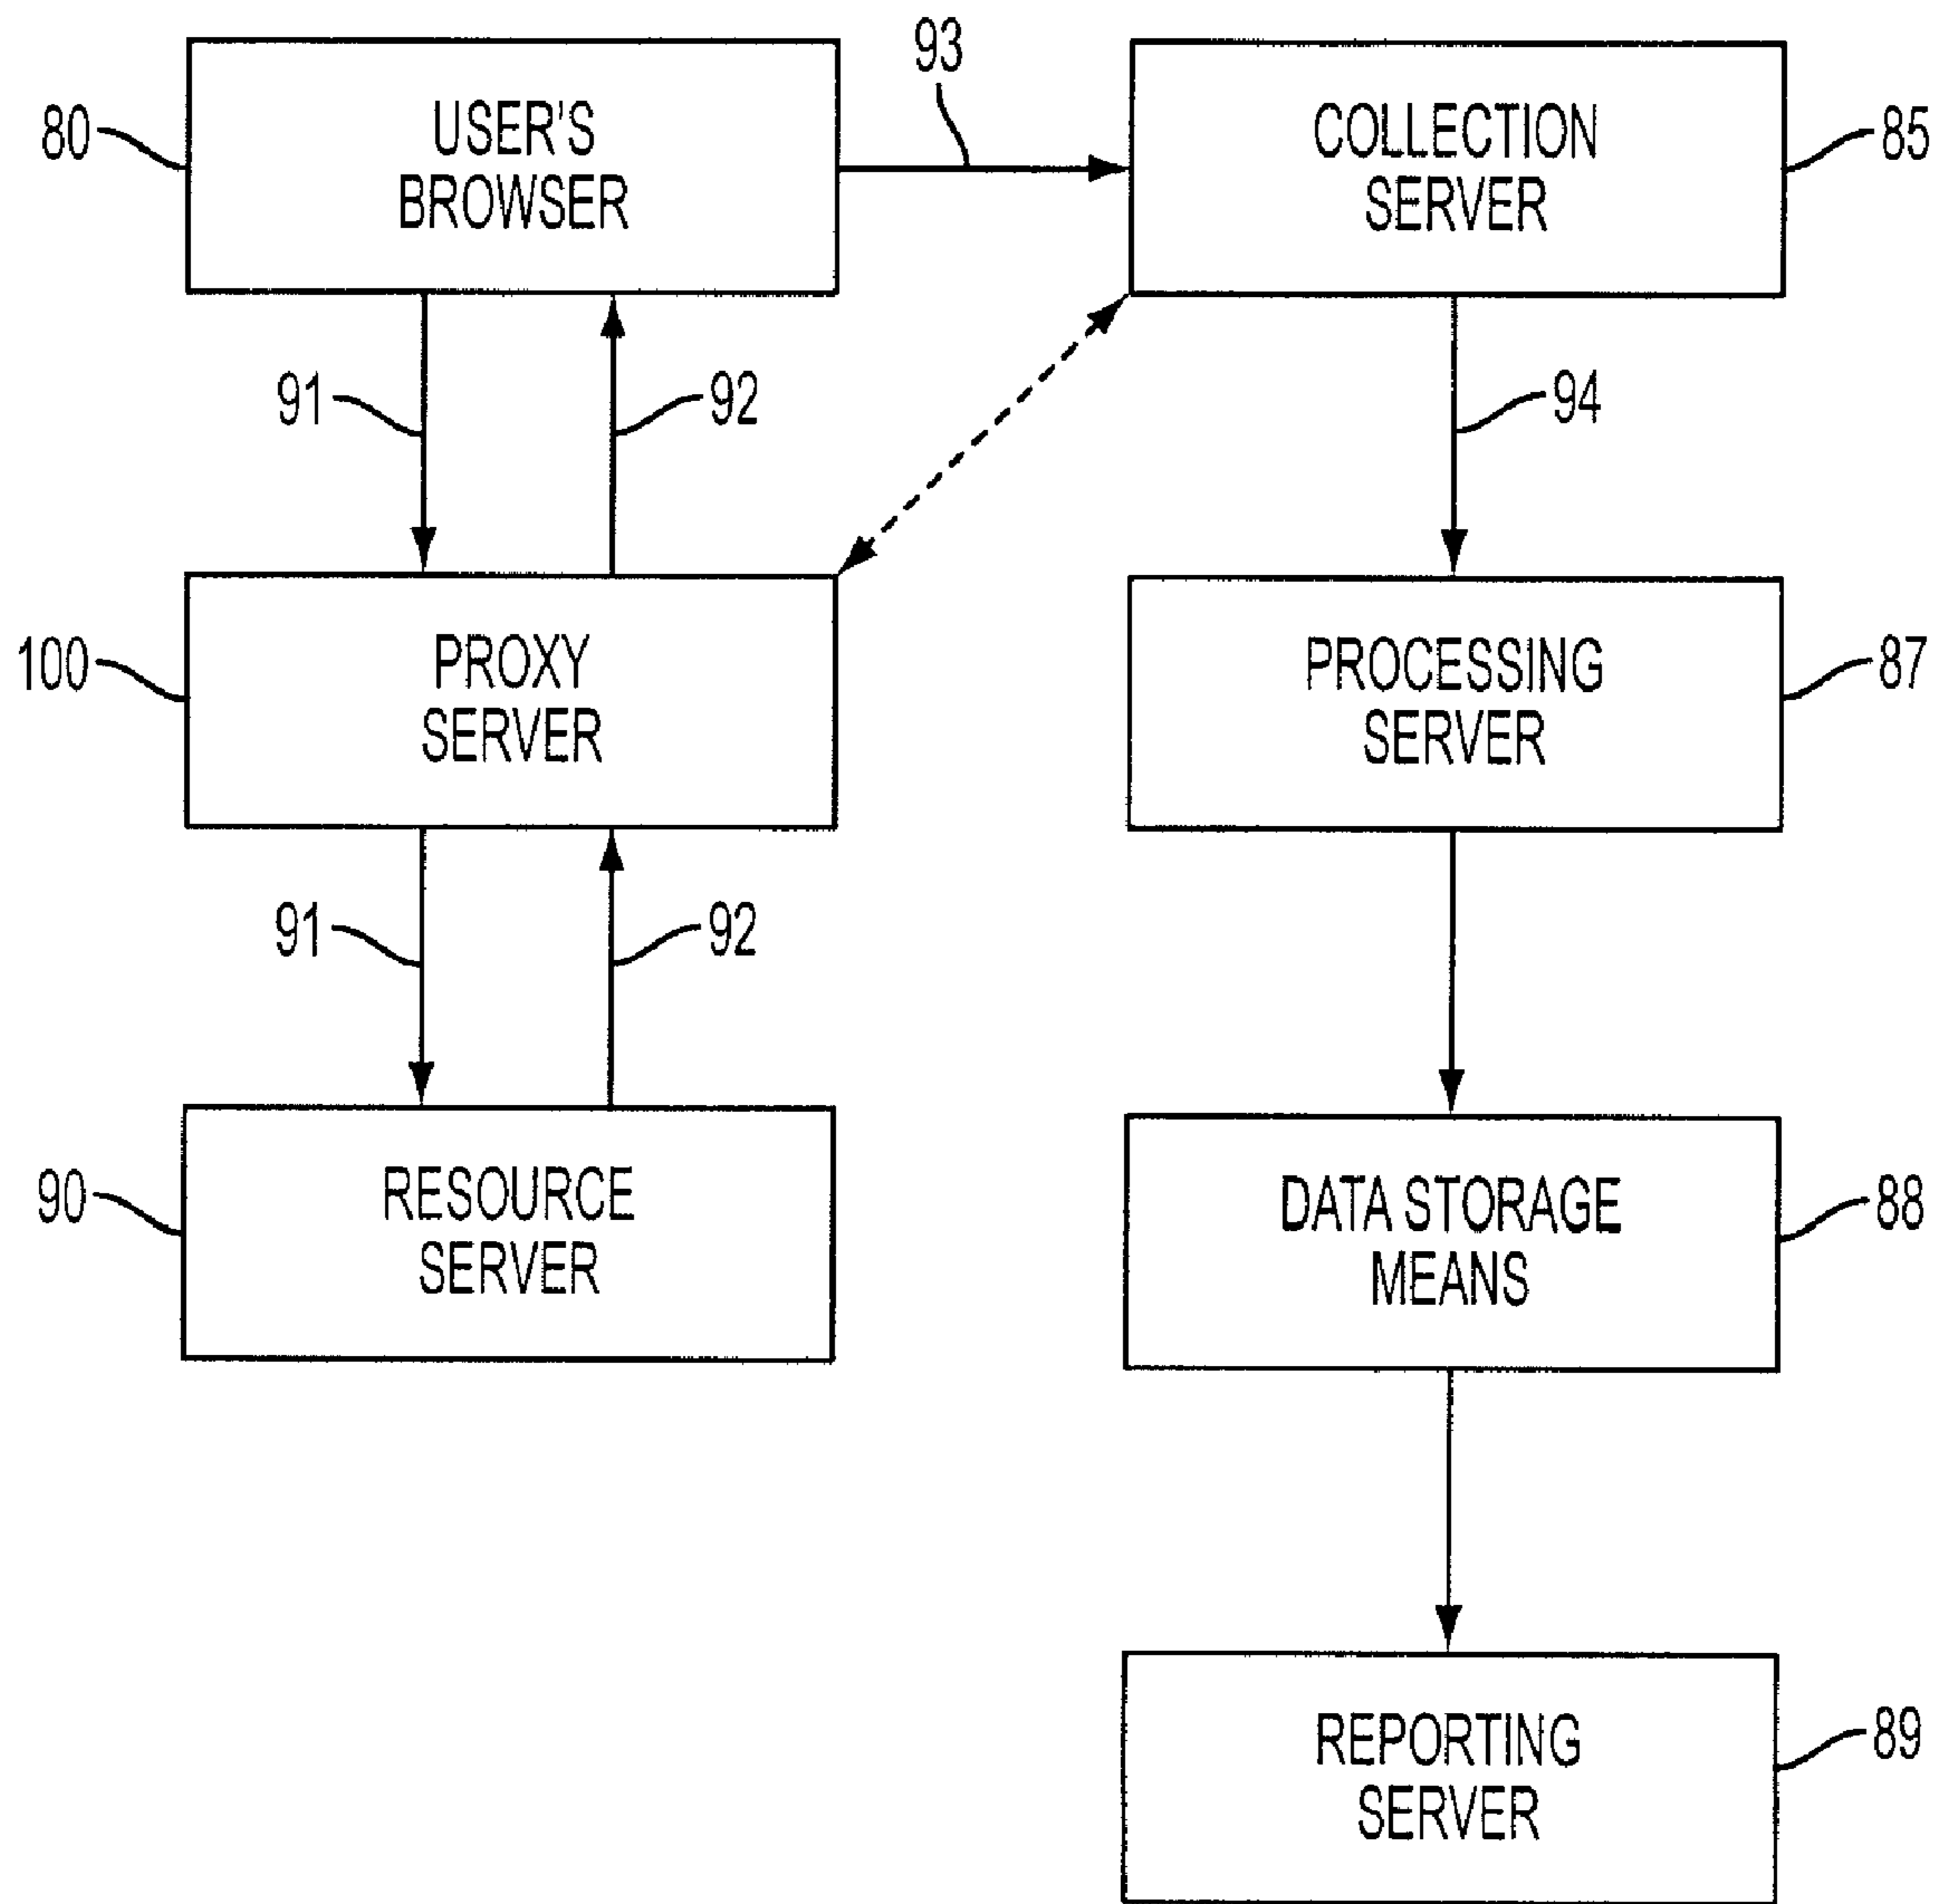 93
80
USER'S
BROWSER
COLLECTION
SERVER
85
91
92
94
100
PROXY
SERVER
PROCESSING
SERVER
87
91
92
90
RESOURCE
SERVER
DATA STORAGE
MEANS
88
REPORTING
SERVER
89